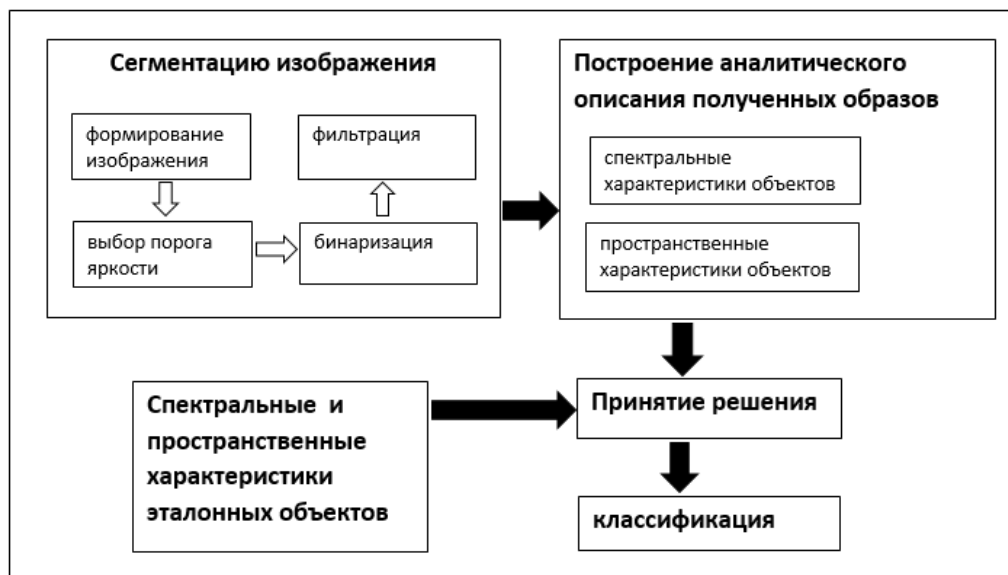 Сегментацию изображения
формирование
изображения
фильтрация
выбор порога
яркости
бинаризация
Построение аналитического
описания полученных образов
спектральные
характеристики объектов
пространственные
характеристики объектов
Спектральные и
пространственные
характеристики
эталонных объектов
Принятие решения
классификация